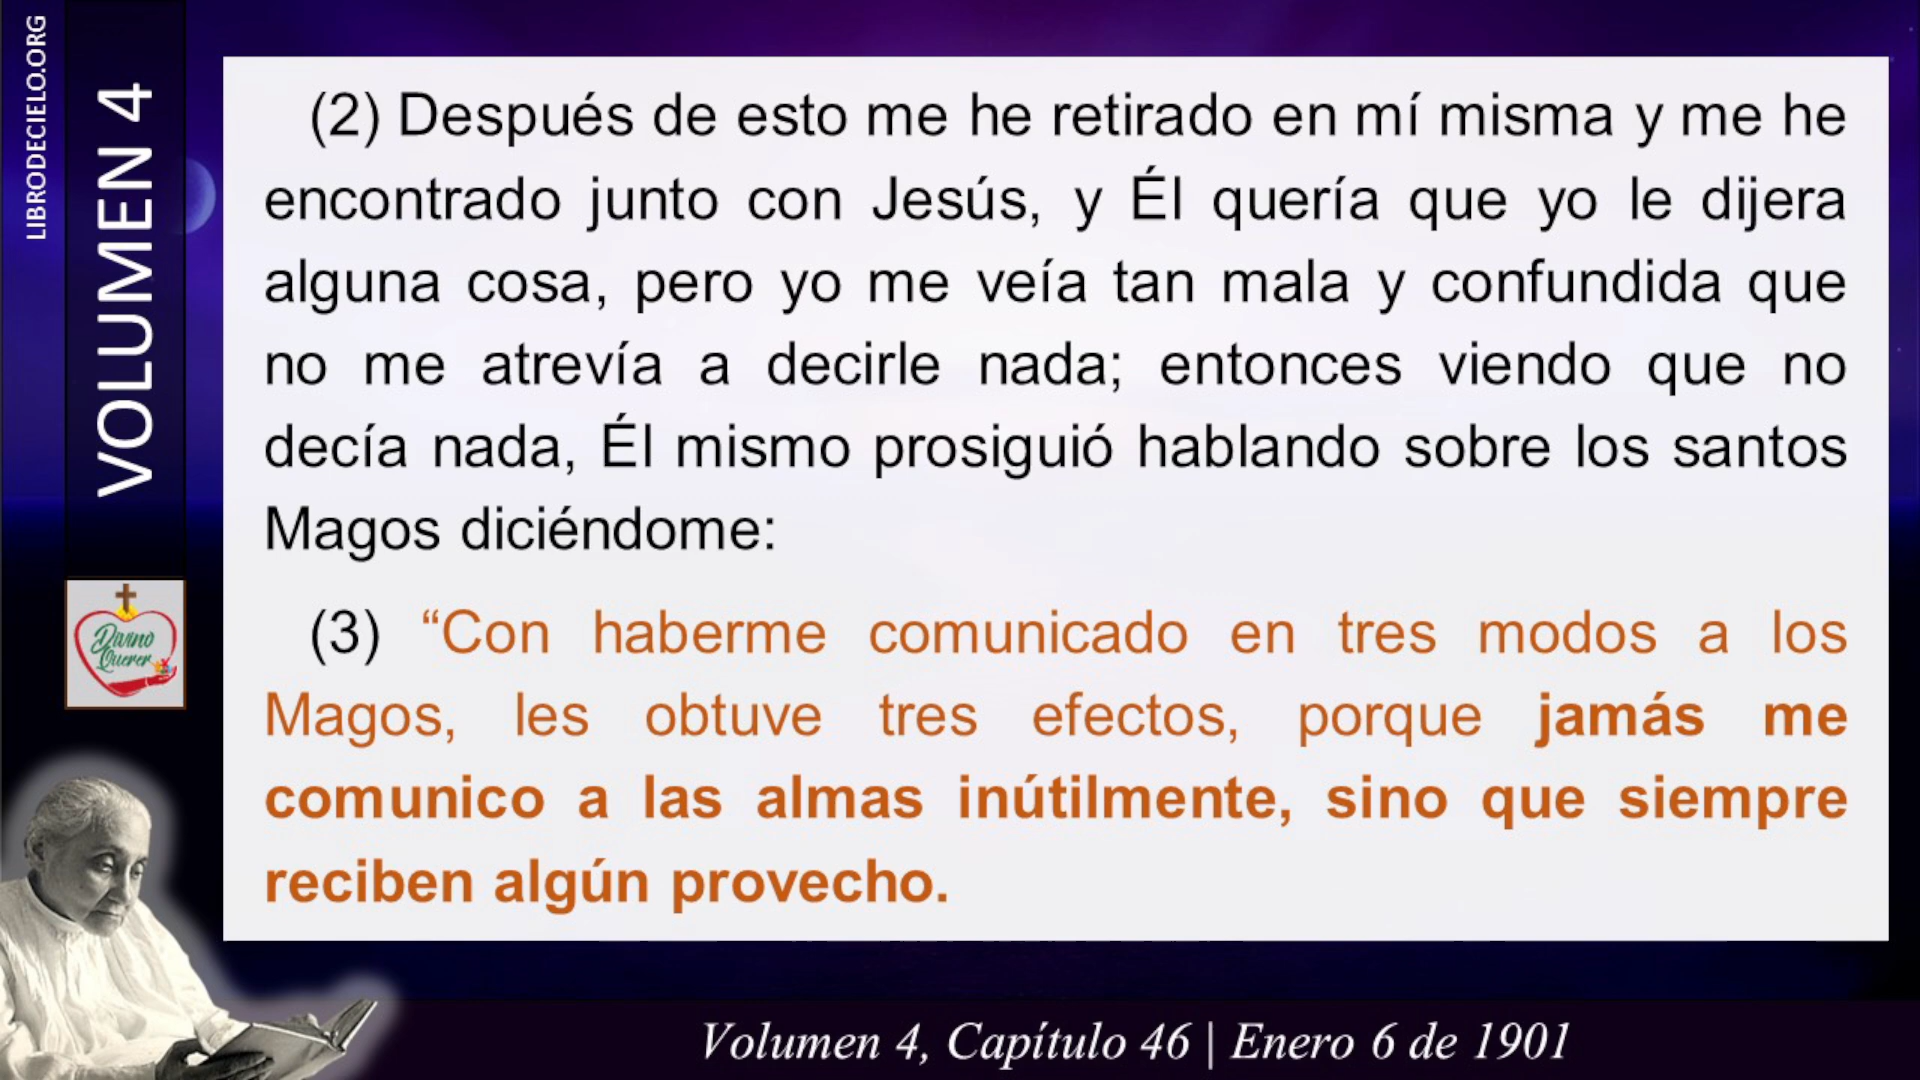 LIBRODECIELO.ORG
VOLUMEN 4
Divino
Querer
(2) Después de esto me he retirado en mí misma y me he
encontrado junto con Jesús, y Él quería que yo le dijera
alguna cosa, pero yo me veía tan mala y confundida que
no me atrevía a decirle nada; entonces viendo que no
decía nada, Él mismo prosiguió hablando sobre los santos
Magos diciéndome:
(3) “Con haberme comunicado en tres modos a los
Magos, les obtuve tres efectos, porque jamás me
comunico a las almas inútilmente, sino que siempre
reciben algún provecho.
Volumen 4, Capítulo 46 | Enero 6 de 1901